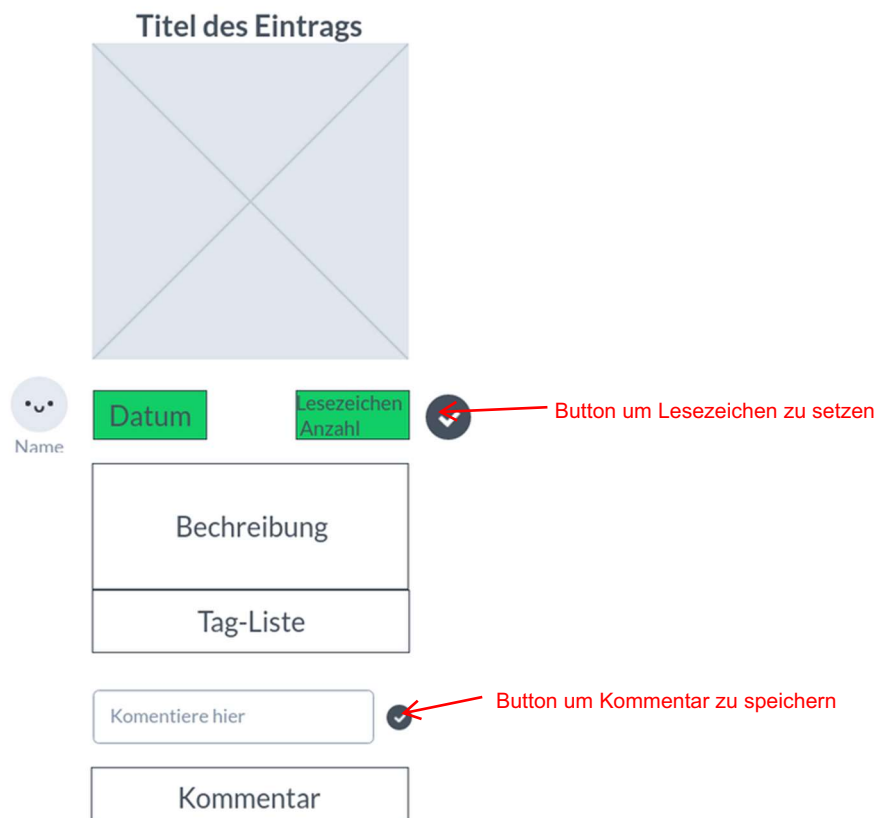 Titel des Eintrags
Datum
Lesezeichen
Anzahl
Button um Lesezeichen zu setzen
Name
Bechreibung
Tag-Liste
Button um Kommentar zu speichern
Komentiere hier
Kommentar